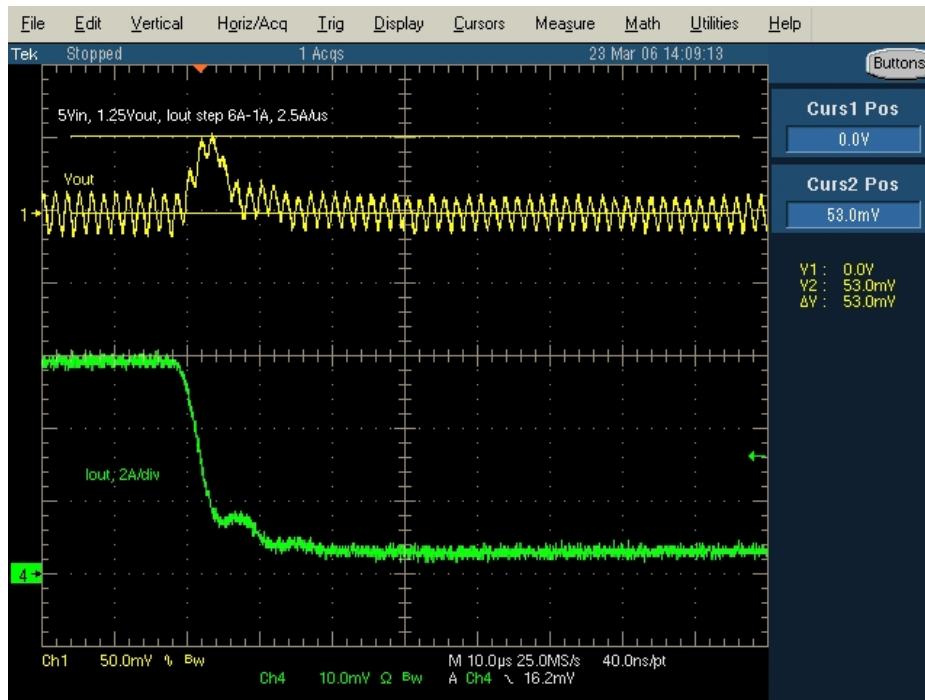 File Edit Vertical Horiz/Acq Trig Display Cursors Measure Math Utilities Help
Tek Stopped 1 Acqs 23 Mar 06 14:09:13
Buttons
5Vin, 1.25Vout, Iout step 6A-1A, 2.5A/us
Curs1 Pos
0.0V
Vout
Curs2 Pos
1
53.0mV
V1 : 0.0V
V2 : 53.0mV
ΔV : 53.0mV
Iout, 2A/div
4
Ch1 50.0mV ∿ Bw M 10.0µs 25.0MS/s 40.0ns/pt
Ch4 10.0mV Ω Bw A Ch4 ∖ 16.2mV